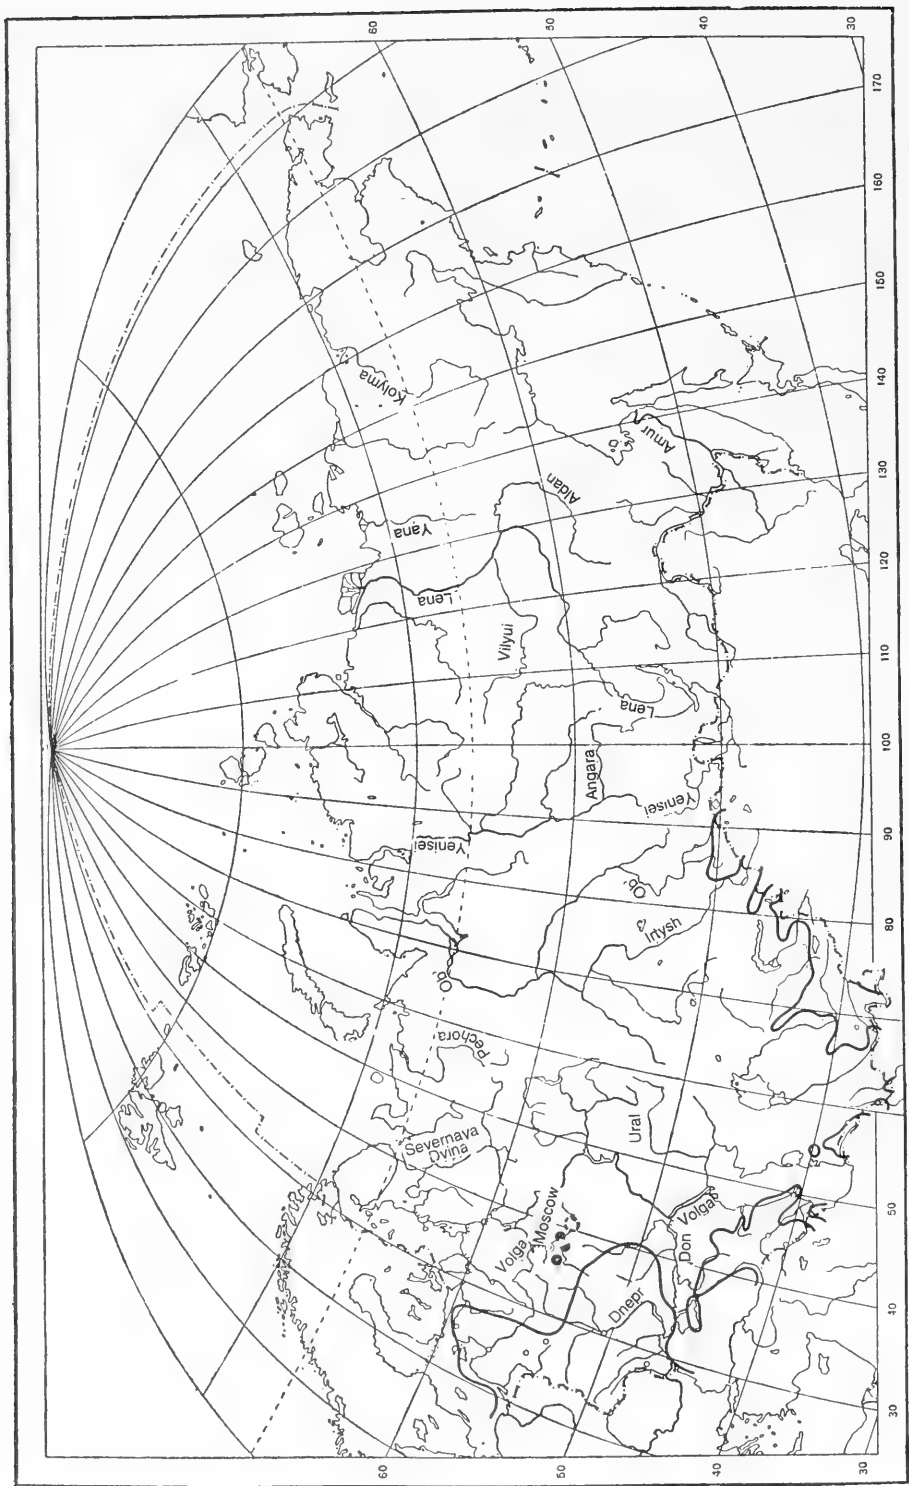 60
50
40
30
170
160
150
140
130
120
110
100
90
80
50
40
30
60
50
40
30
Kolyma
Amur
Aldan
Yana
Lena
Vilyui
Lena
Angara
Yenisei
Yenisei
Ob
Ob
Irtysh
Pechora
Ural
Severnaya
Dvina
Volga
Moscow
Volga
Don
Dnepr